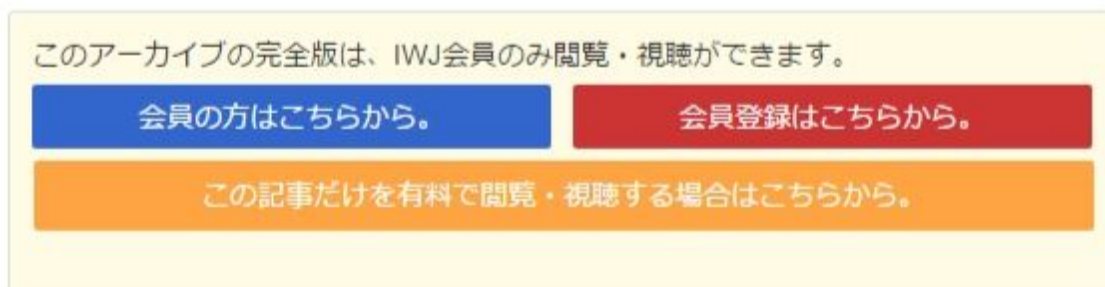 このアーカイブの完全版は、IWJ会員のみ閲覧・視聴ができます。
会員の方はこちらから。
会員登録はこちらから。
この記事だけを有料で閲覧・視聴する場合はこちらから。